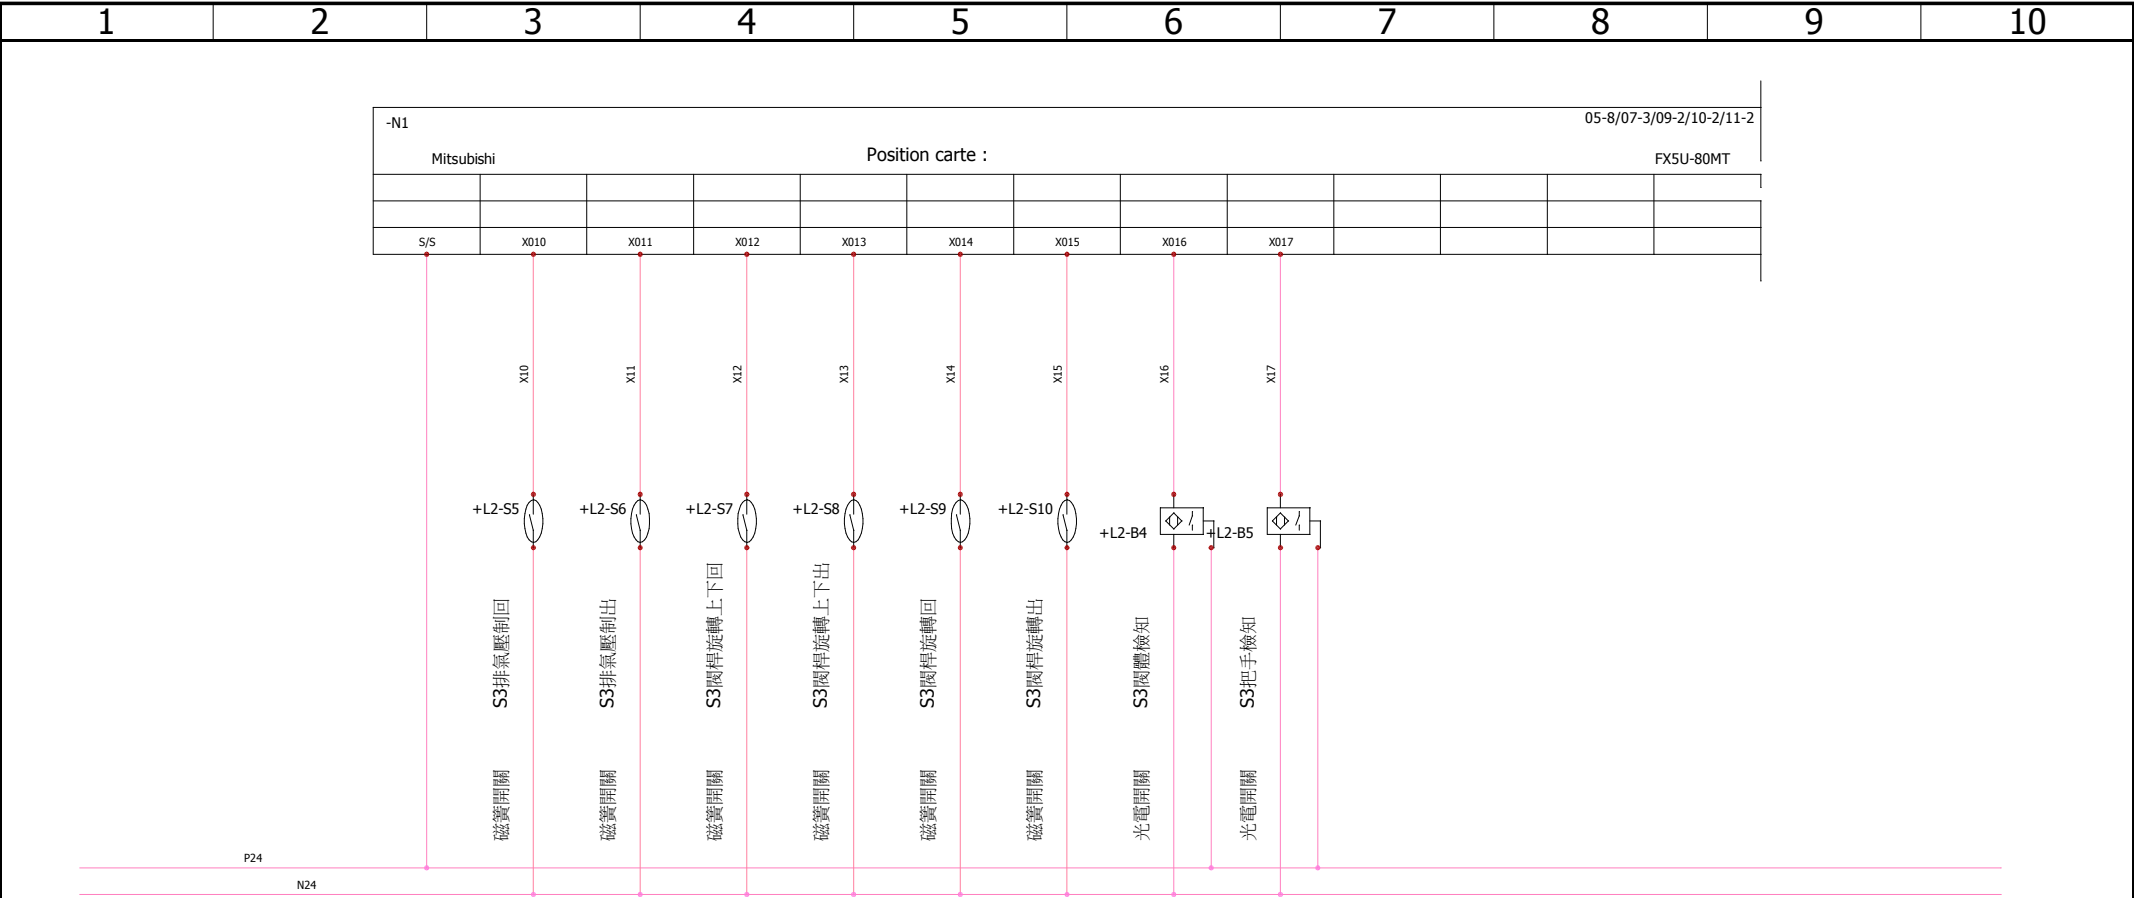 1 2 3 4 5 6 7 8 9 10
-N1 05-8/07-3/09-2/10-2/11-2
Mitsubishi Position carte : FX5U-80MT
S/S X010 X011 X012 X013 X014 X015 X016 X017
X10 X11 X12 X13 X14 X15 X16 X17
+L2-S5 +L2-S6 +L2-S7 +L2-S8 +L2-S9 +L2-S10 +L2-B4 +L2-B5
磁簧開關 S3排氣壓制回
磁簧開關 S3排氣壓制出
磁簧開關 S3閥桿旋轉上下回
磁簧開關 S3閥桿旋轉上下出
磁簧開關 S3閥桿旋轉回
磁簧開關 S3閥桿旋轉出
光電開關 S3閥體檢知
光電開關 S3把手檢知
P24
N24